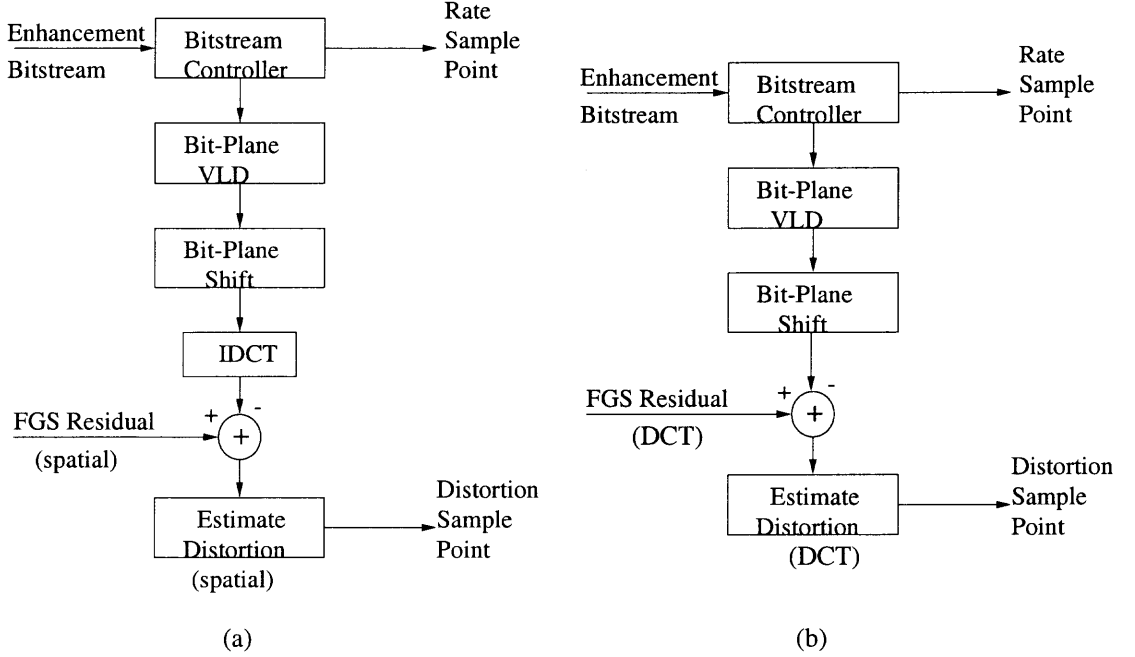 Enhancement
Bitstream
Bitstream
Controller
Rate
Sample
Point
Bit-Plane
VLD
Bit-Plane
Shift
IDCT
FGS Residual
(spatial)
+
-
+
Estimate
Distortion
(spatial)
Distortion
Sample
Point
(a)
Enhancement
Bitstream
Bitstream
Controller
Rate
Sample
Point
Bit-Plane
VLD
Bit-Plane
Shift
FGS Residual
(DCT)
+
-
+
Estimate
Distortion
(DCT)
Distortion
Sample
Point
(b)